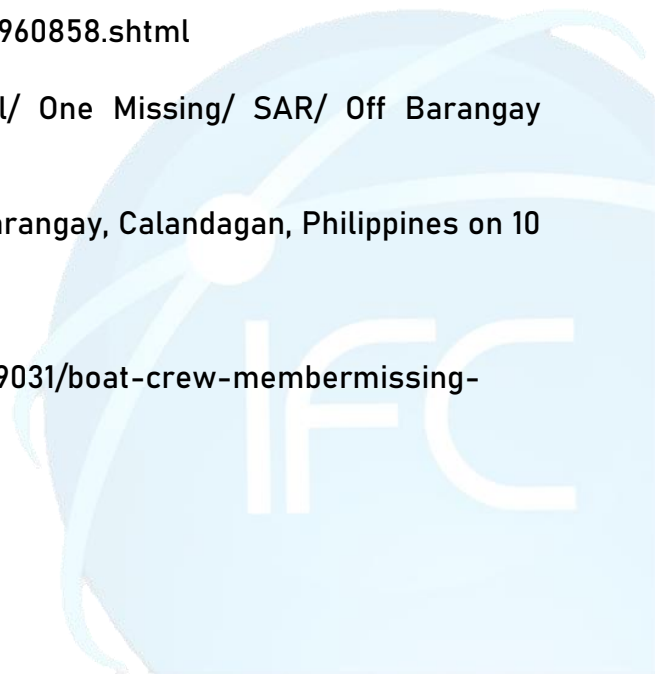 960858.shtml
l/ One Missing/ SAR/ Off Barangay
arangay, Calandagan, Philippines on 10
9031/boat-crew-membermissing-
IFC